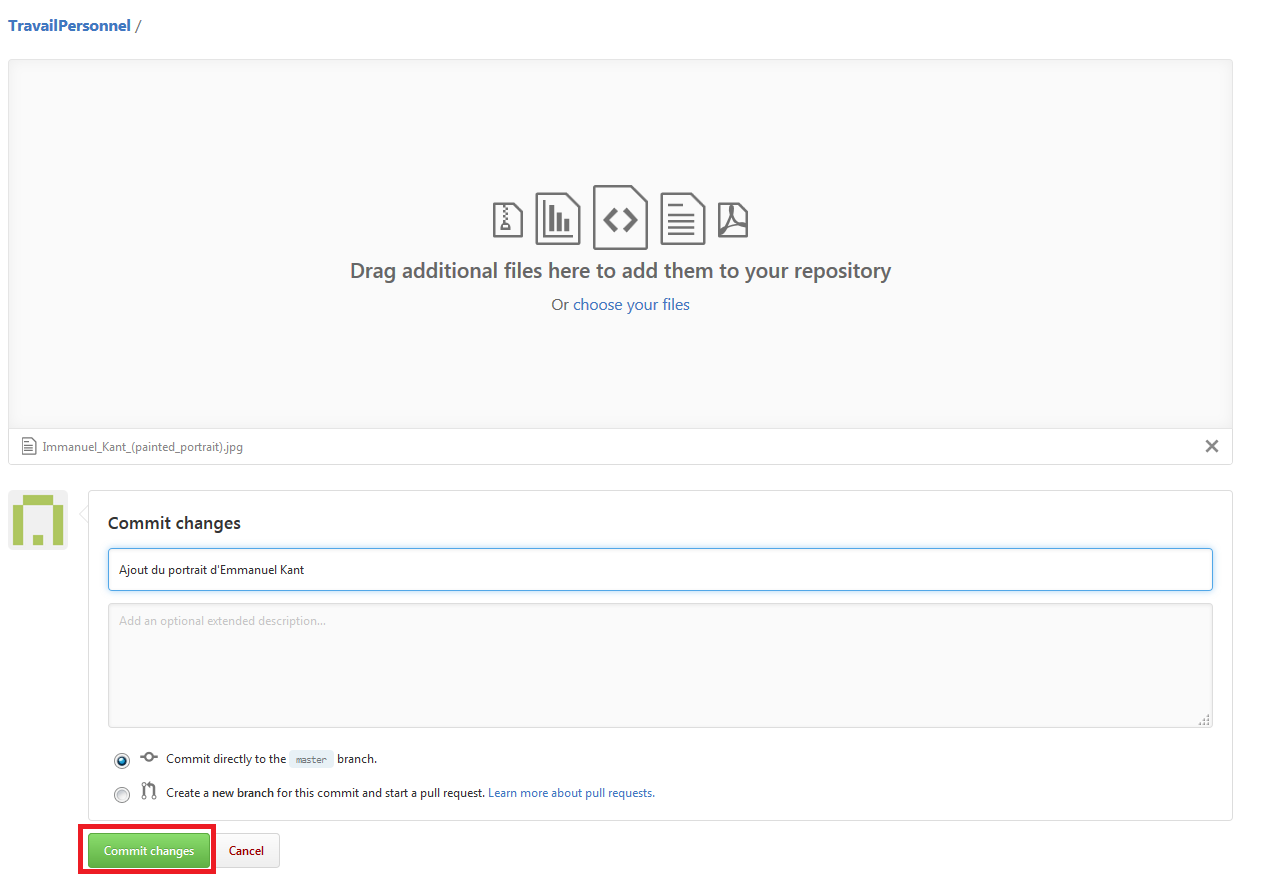 TravailPersonnel /
Drag additional files here to add them to your repository
Or choose your files
Immanuel_Kant_(painted_portrait).jpg
Commit changes
Ajout du portrait d'Emmanuel Kant
Add an optional extended description...
Commit directly to the master branch.
Create a new branch for this commit and start a pull request. Learn more about pull requests.
Commit changes Cancel